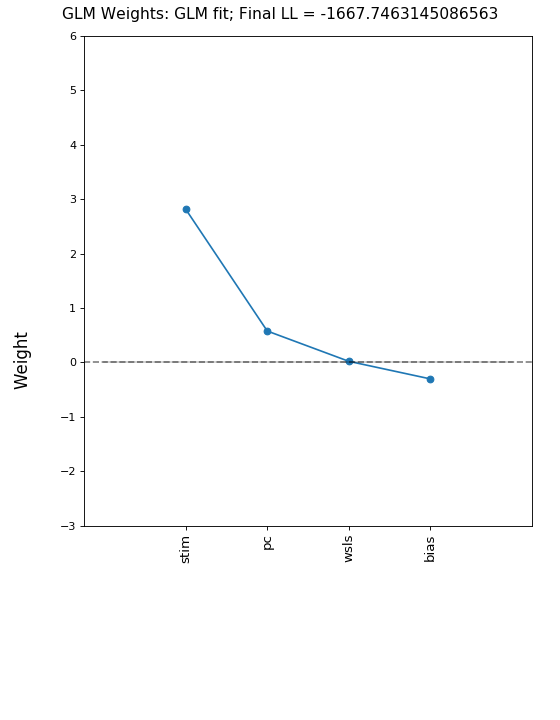 GLM Weights: GLM fit; Final LL = -1667.7463145086563
6
5
4
3
2
1
0
−1
−2
−3
Weight
stim
pc
wsls
bias